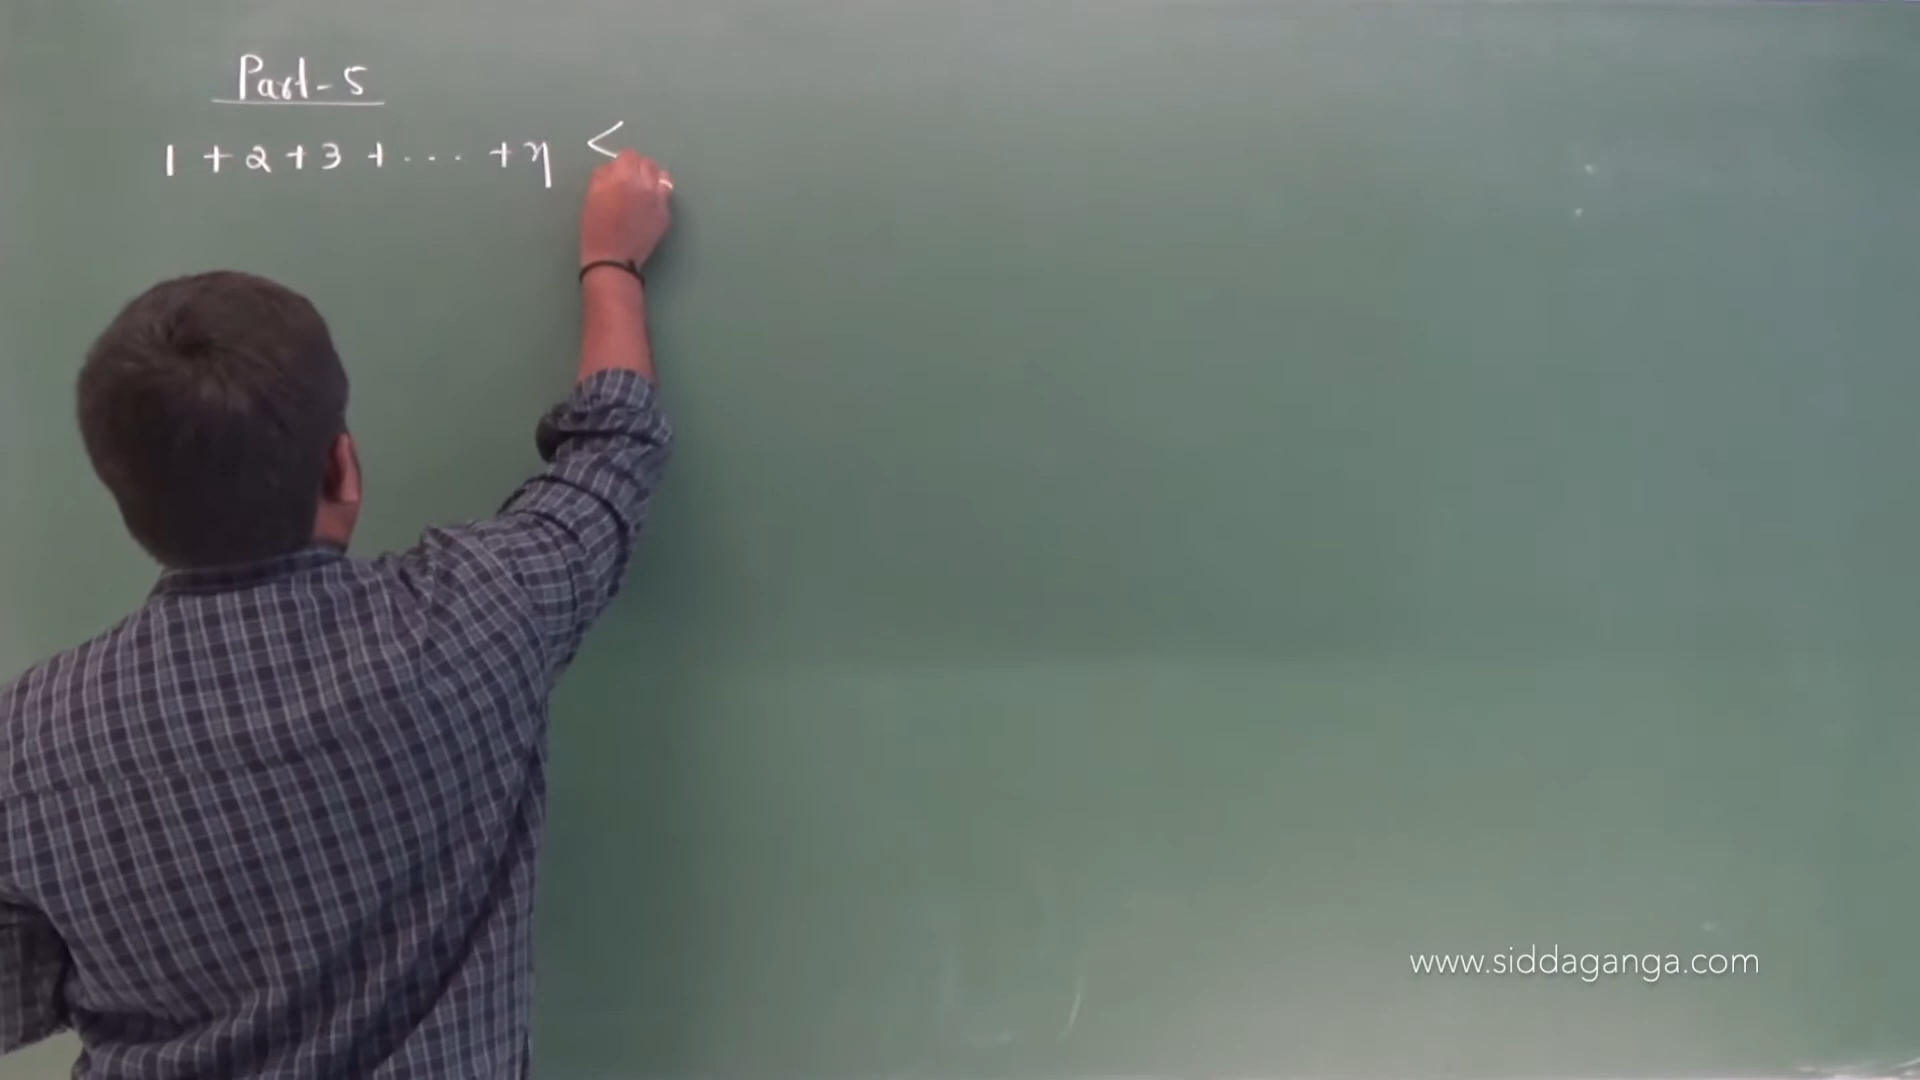 Part-5
1 + 2 + 3 + ... + n <
www.siddaganga.com